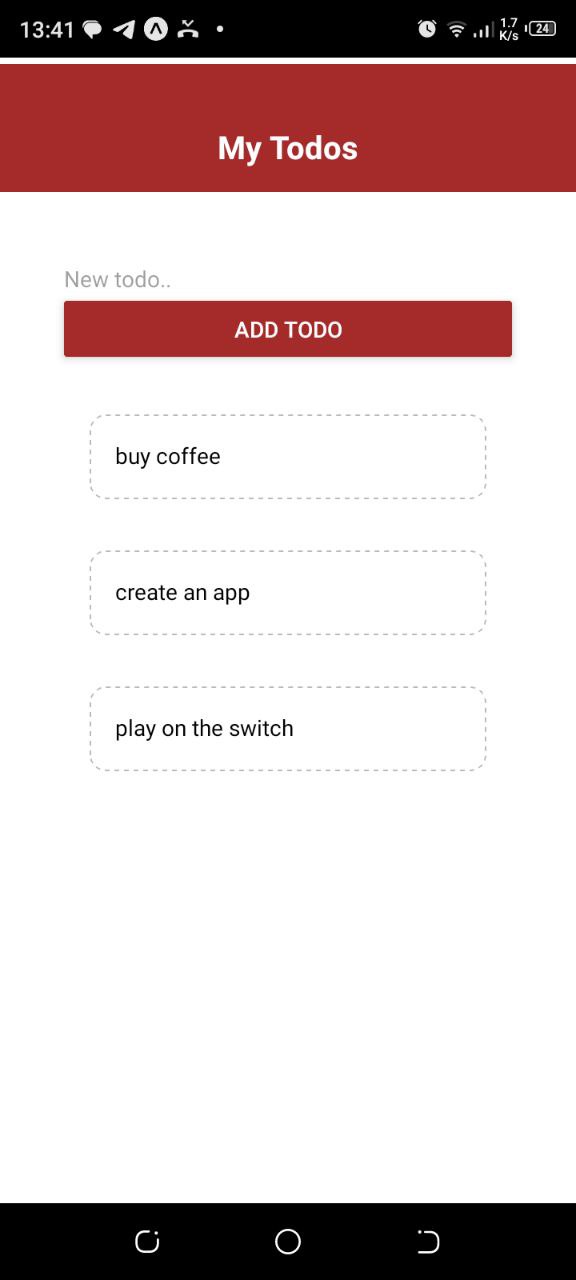 13:41
1.7
K/s
24
My Todos
New todo..
ADD TODO
buy coffee
create an app
play on the switch